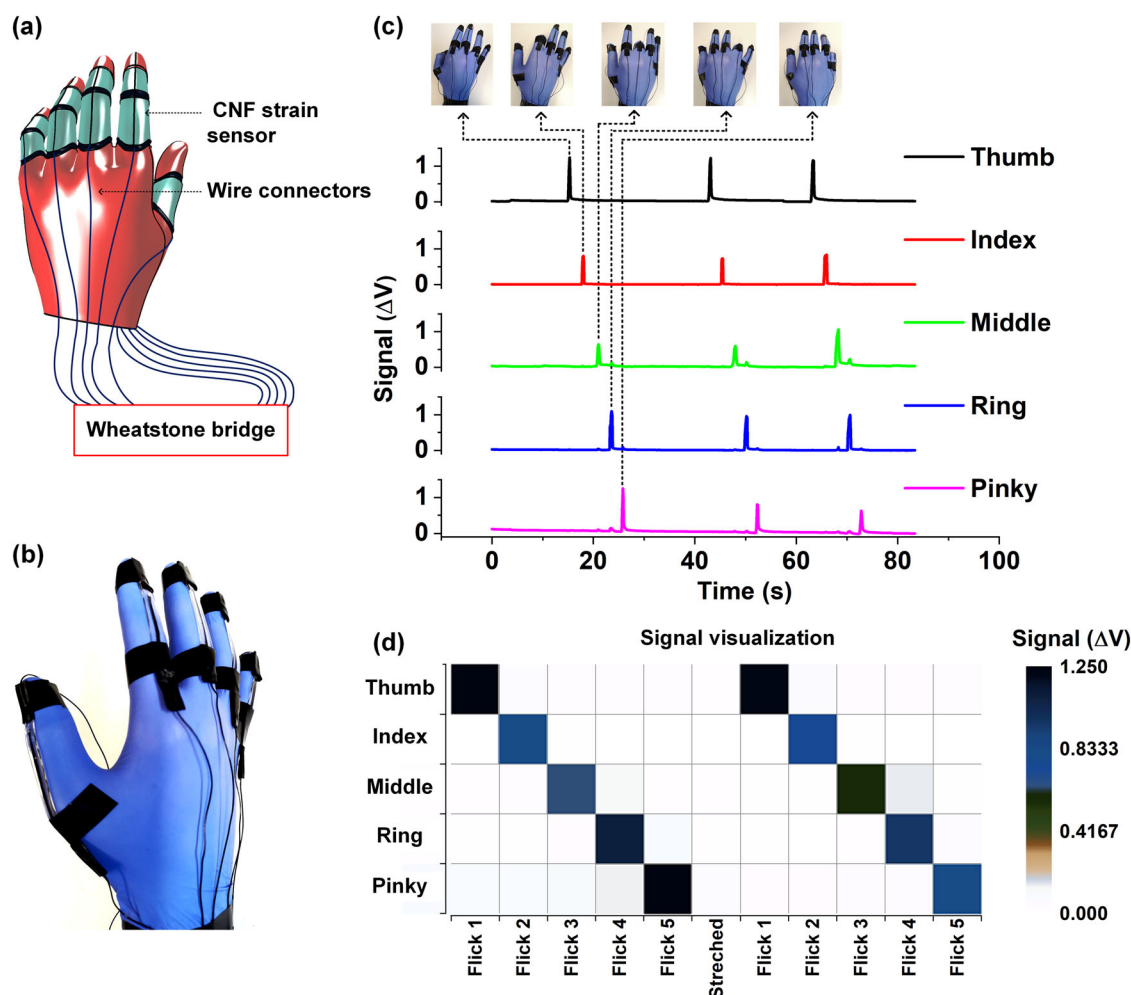 (a)
CNF strain
sensor
Wire connectors
Wheatstone bridge
(b)
(c)
Signal (ΔV)
1
0
Thumb
1
0
Index
1
0
Middle
1
0
Ring
1
0
Pinky
0 20 40 60 80 100
Time (s)
(d)
Signal visualization
Signal (ΔV)
Thumb
Index
Middle
Ring
Pinky
Flick 1
Flick 2
Flick 3
Flick 4
Flick 5
Streched
Flick 1
Flick 2
Flick 3
Flick 4
Flick 5
1.250
0.8333
0.4167
0.000